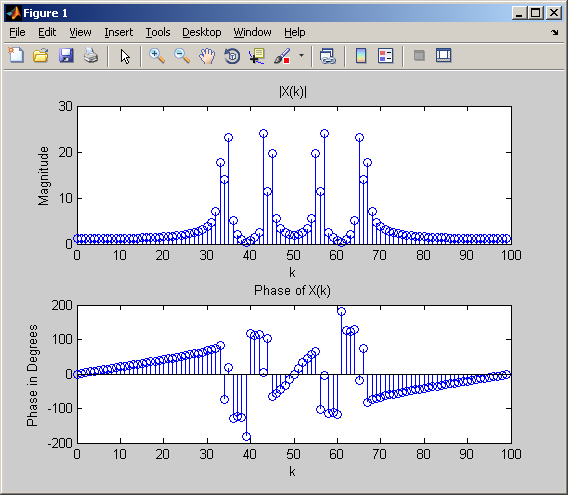 Figure 1
File Edit View Insert Tools Desktop Window Help
|X(k)|
30
20
10
0
Magnitude
0 10 20 30 40 50 60 70 80 90 100
k
Phase of X(k)
200
100
0
-100
-200
Phase in Degrees
0 10 20 30 40 50 60 70 80 90 100
k